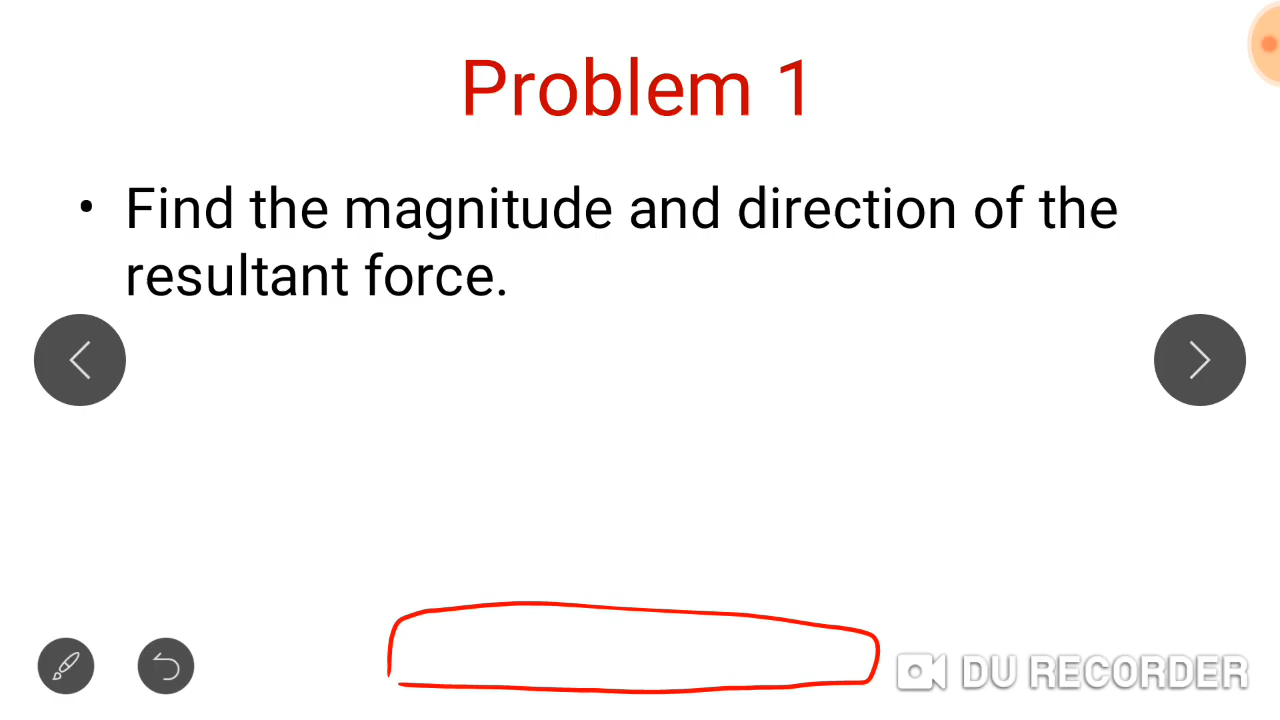 Problem 1
• Find the magnitude and direction of the
resultant force.
DU RECORDER